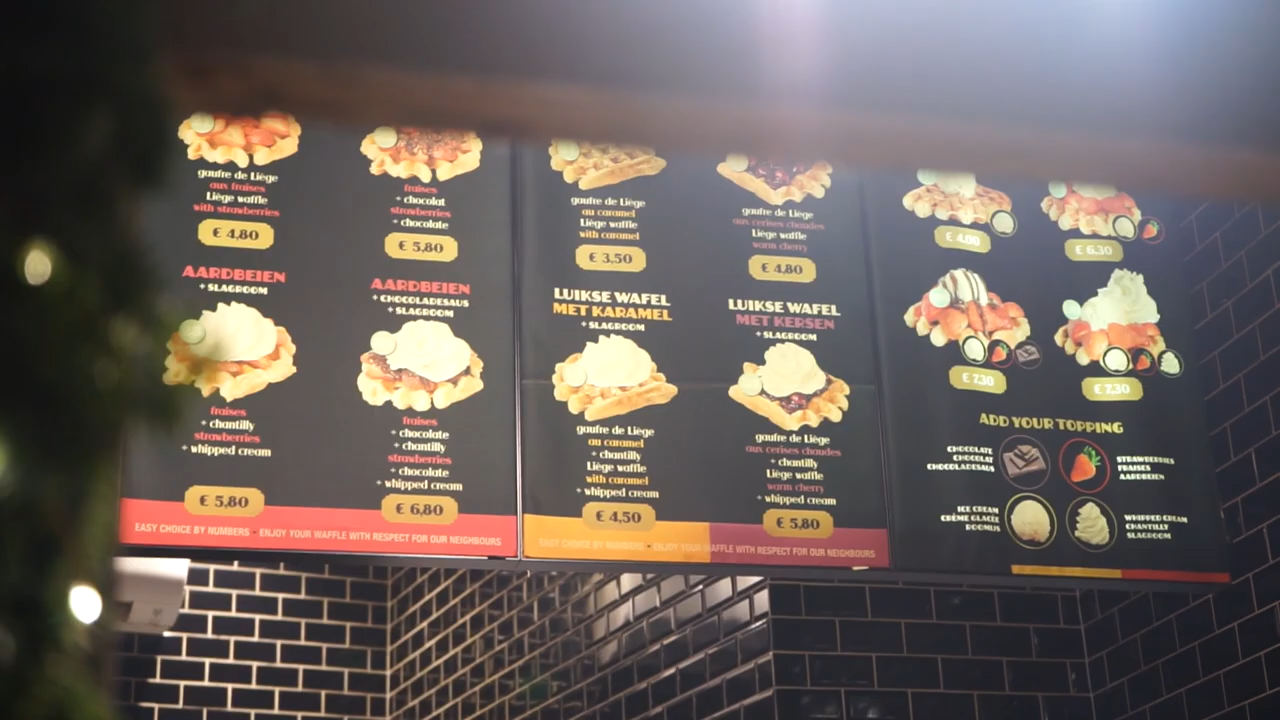 gaufre de Liège
aux fraises
Liège waffle
with strawberries
€ 4,80
AARDBEIEN
+ SLAGROOM
fraises
+ chantilly
strawberries
+ whipped cream
€ 5,80
fraises
+ chocolat
strawberries
+ chocolate
€ 5,80
AARDBEIEN
+ CHOCOLADESAUS
+ SLAGROOM
fraises
+ chocolate
+ chantilly
strawberries
+ chocolate
+ whipped cream
€ 6,80
EASY CHOICE BY NUMBERS - ENJOY YOUR WAFFLE WITH RESPECT FOR OUR NEIGHBOURS
gaufre de Liège
au caramel
Liège waffle
with caramel
€ 3,50
LUIKSE WAFEL
MET KARAMEL
+ SLAGROOM
gaufre de Liège
au caramel
+ chantilly
Liège waffle
with caramel
+ whipped cream
€ 4,50
gaufre de Liège
aux cerises chaudes
Liège waffle
warm cherry
€ 4,80
LUIKSE WAFEL
MET KERSEN
+ SLAGROOM
gaufre de Liège
aux cerises chaudes
+ chantilly
Liège waffle
warm cherry
+ whipped cream
€ 5,80
EASY CHOICE BY NUMBERS - ENJOY YOUR WAFFLE WITH RESPECT FOR OUR NEIGHBOURS
€ 4,00
€ 6,30
€ 7,30
€ 7,30
ADD YOUR TOPPING
CHOCOLATE
CHOCOLAT
CHOCOLADESAUS
STRAWBERRIES
FRAISES
AARDBEIEN
ICE CREAM
CRÈME GLACÉE
ROOMIJS
WHIPPED CREAM
CHANTILLY
SLAGROOM